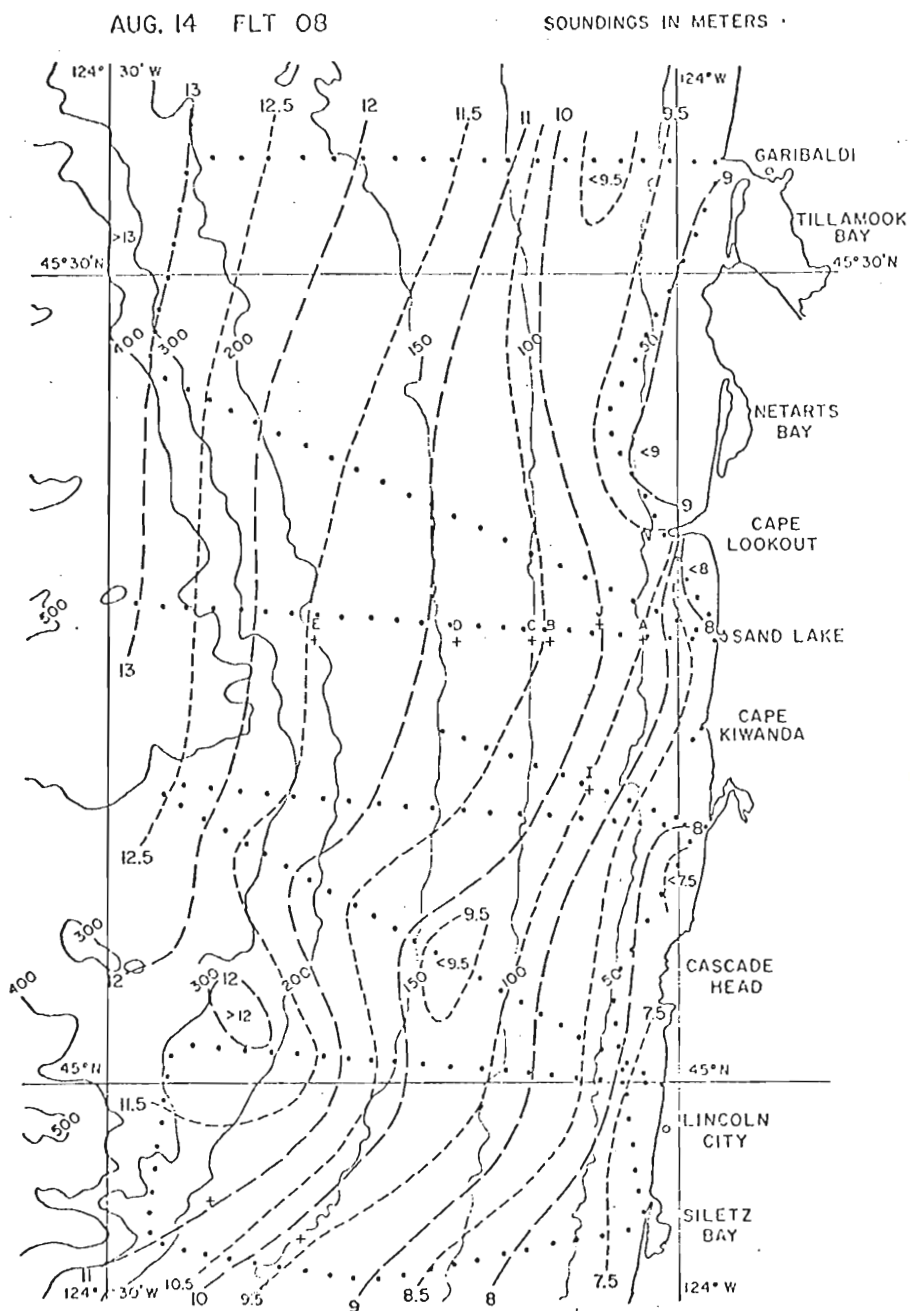 AUG. 14 FLT 08 SOUNDINGS IN METERS
124° 30' W 124° W
13 12.5 12 11.5 11 10 9.5
GARIBALDI
<9.5 9
TILLAMOOK
BAY
>13
45° 30' N 45° 30' N
400 300 200 150 100 50
NETARTS
BAY
<9
9
500
CAPE
LOOKOUT
<8
E D C B A 8 SAND LAKE
13
CAPE
KIWANDA
I
12.5 8
<7.5
300 9.5
12 <9.5
CASCADE
HEAD
400 300 12 200 150 100 50
>12 7.5
45° N 45° N
11.5
500
LINCOLN
CITY
SILETZ
BAY
11 10.5 7.5
124° 30' W 10 9.5 9 8.5 8 124° W